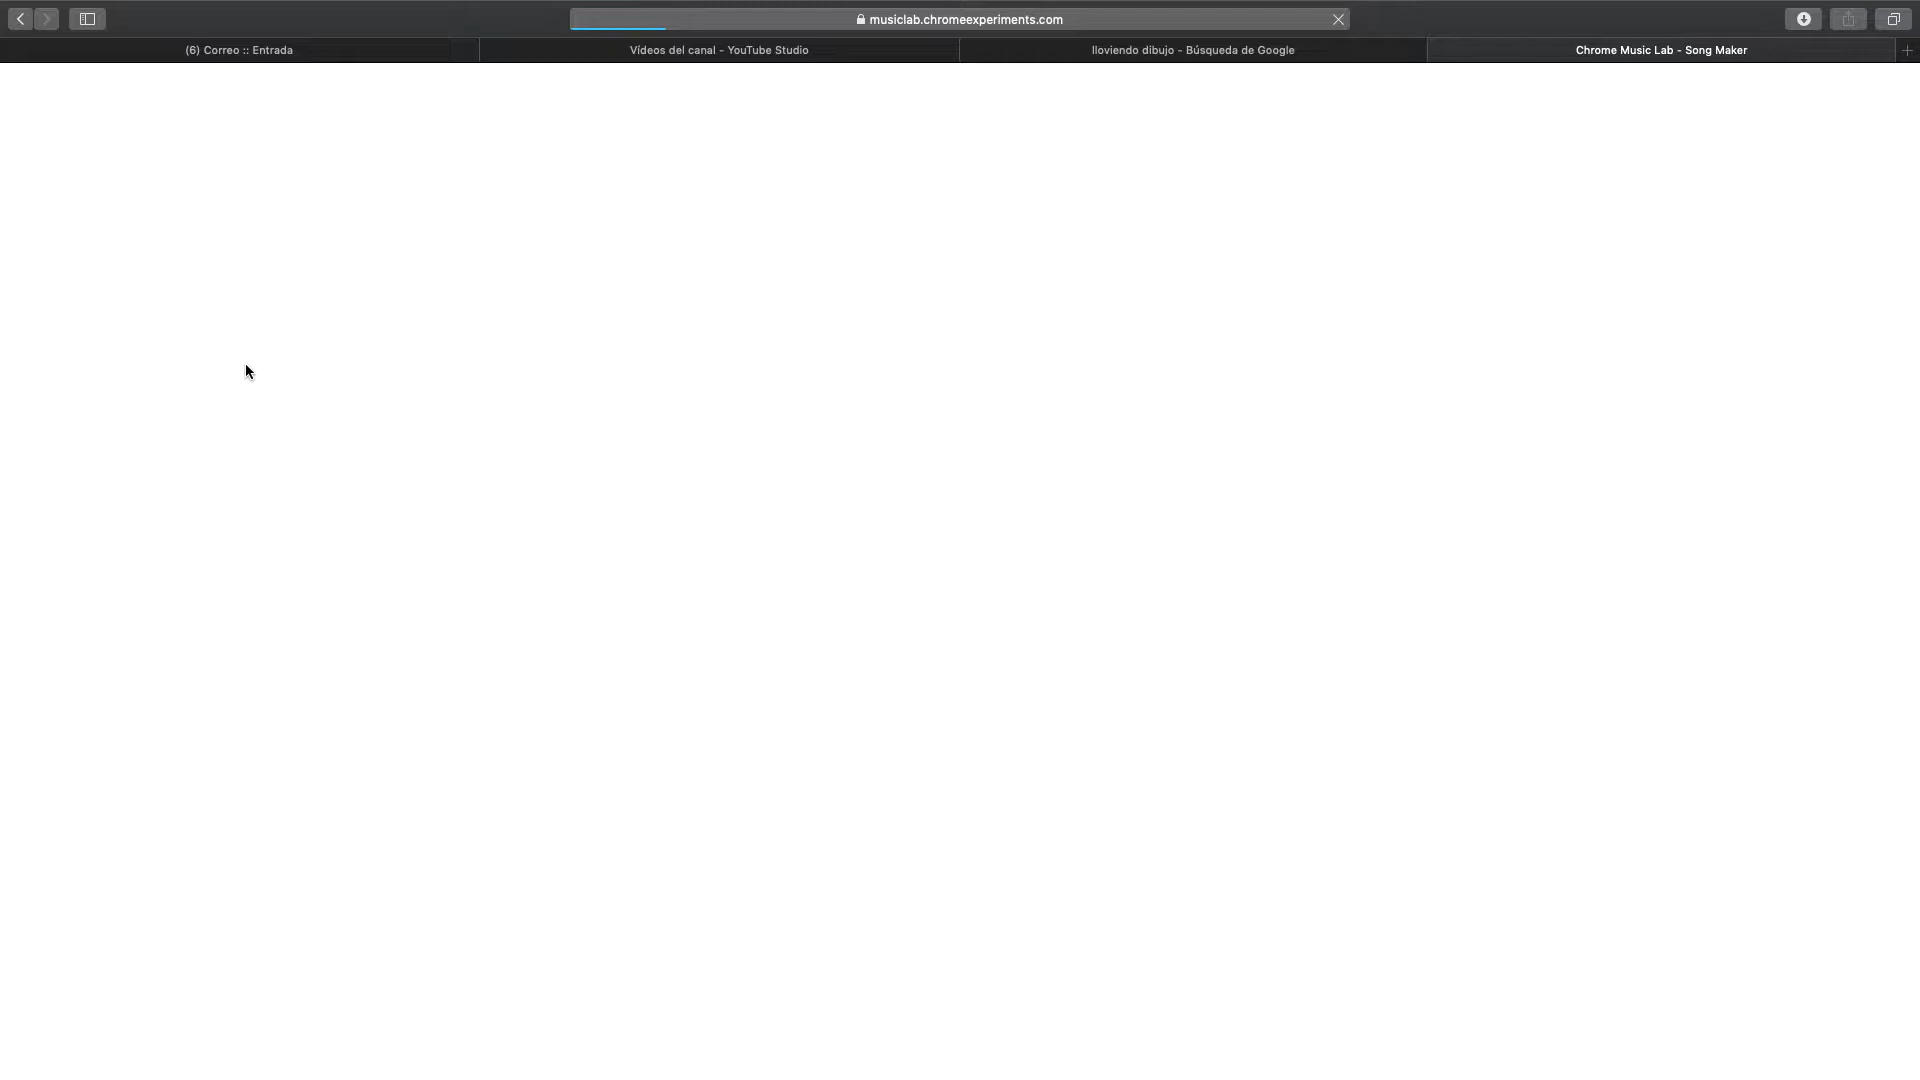 musiclab.chromeexperiments.com
(6) Correo :: Entrada
Vídeos del canal - YouTube Studio
lloviendo dibujo - Búsqueda de Google
Chrome Music Lab - Song Maker